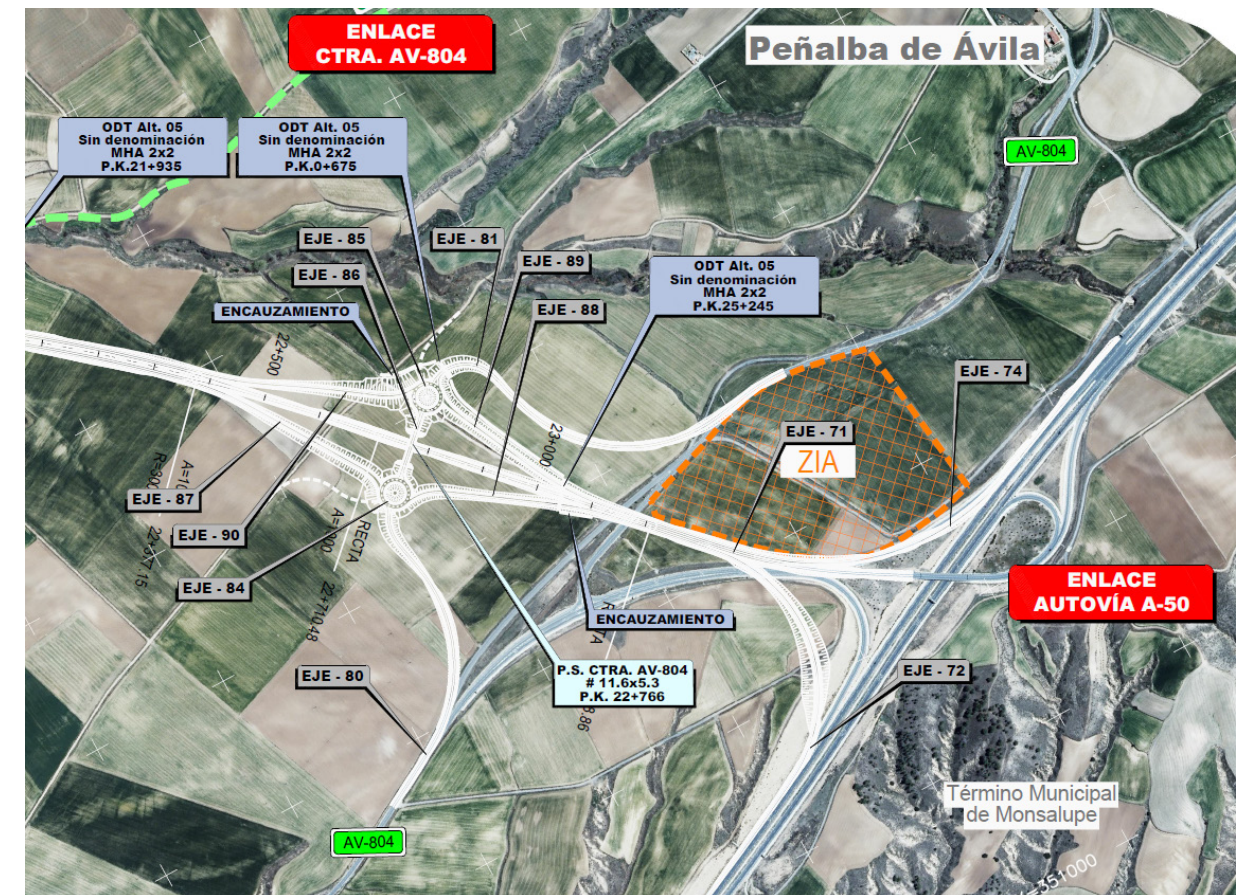 ENLACE
CTRA. AV-804
Peñalba de Ávila
ODT Alt. 05
Sin denominación
MHA 2x2
P.K.21+935
ODT Alt. 05
Sin denominación
MHA 2x2
P.K.0+675
AV-804
EJE - 85
EJE - 81
EJE - 86
EJE - 89
ODT Alt. 05
Sin denominación
MHA 2x2
P.K.25+245
ENCAUZAMIENTO
EJE - 88
22+500
EJE - 74
23+000
EJE - 71
ZIA
EJE - 87
EJE - 90
RECTA
EJE - 84
ENLACE
AUTOVÍA A-50
ENCAUZAMIENTO
P.S. CTRA. AV-804
# 11.6x5.3
P.K. 22+766
EJE - 80
EJE - 72
Término Municipal
de Monsalupe
AV-804